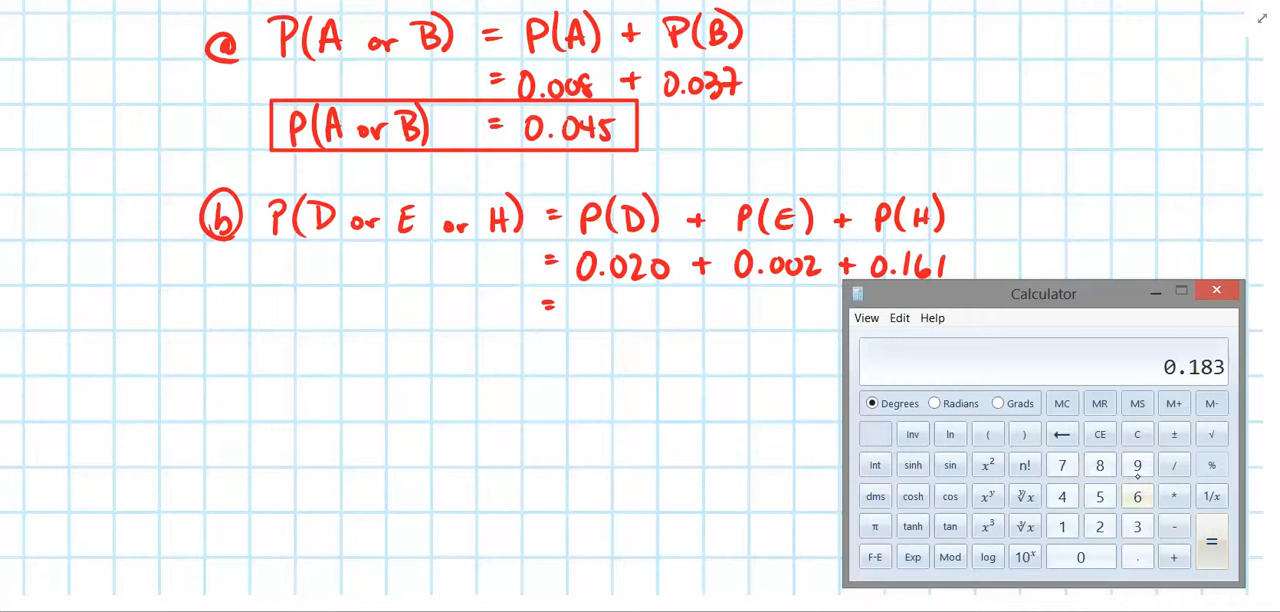 ⓐ P(A or B) = P(A) + P(B)
= 0.008 + 0.037
P(A or B) = 0.045
ⓑ P(D or E or H) = P(D) + P(E) + P(H)
= 0.020 + 0.002 + 0.161
=
Calculator
View Edit Help
0.183
Degrees Radians Grads MC MR MS M+ M-
Inv ln ( ) ← CE C ± √
Int sinh sin x² n! 7 8 9 / %
dms cosh cos xʸ ʸ√x 4 5 6 * 1/x
π tanh tan x³ ³√x 1 2 3 - =
F-E Exp Mod log 10ˣ 0 . +